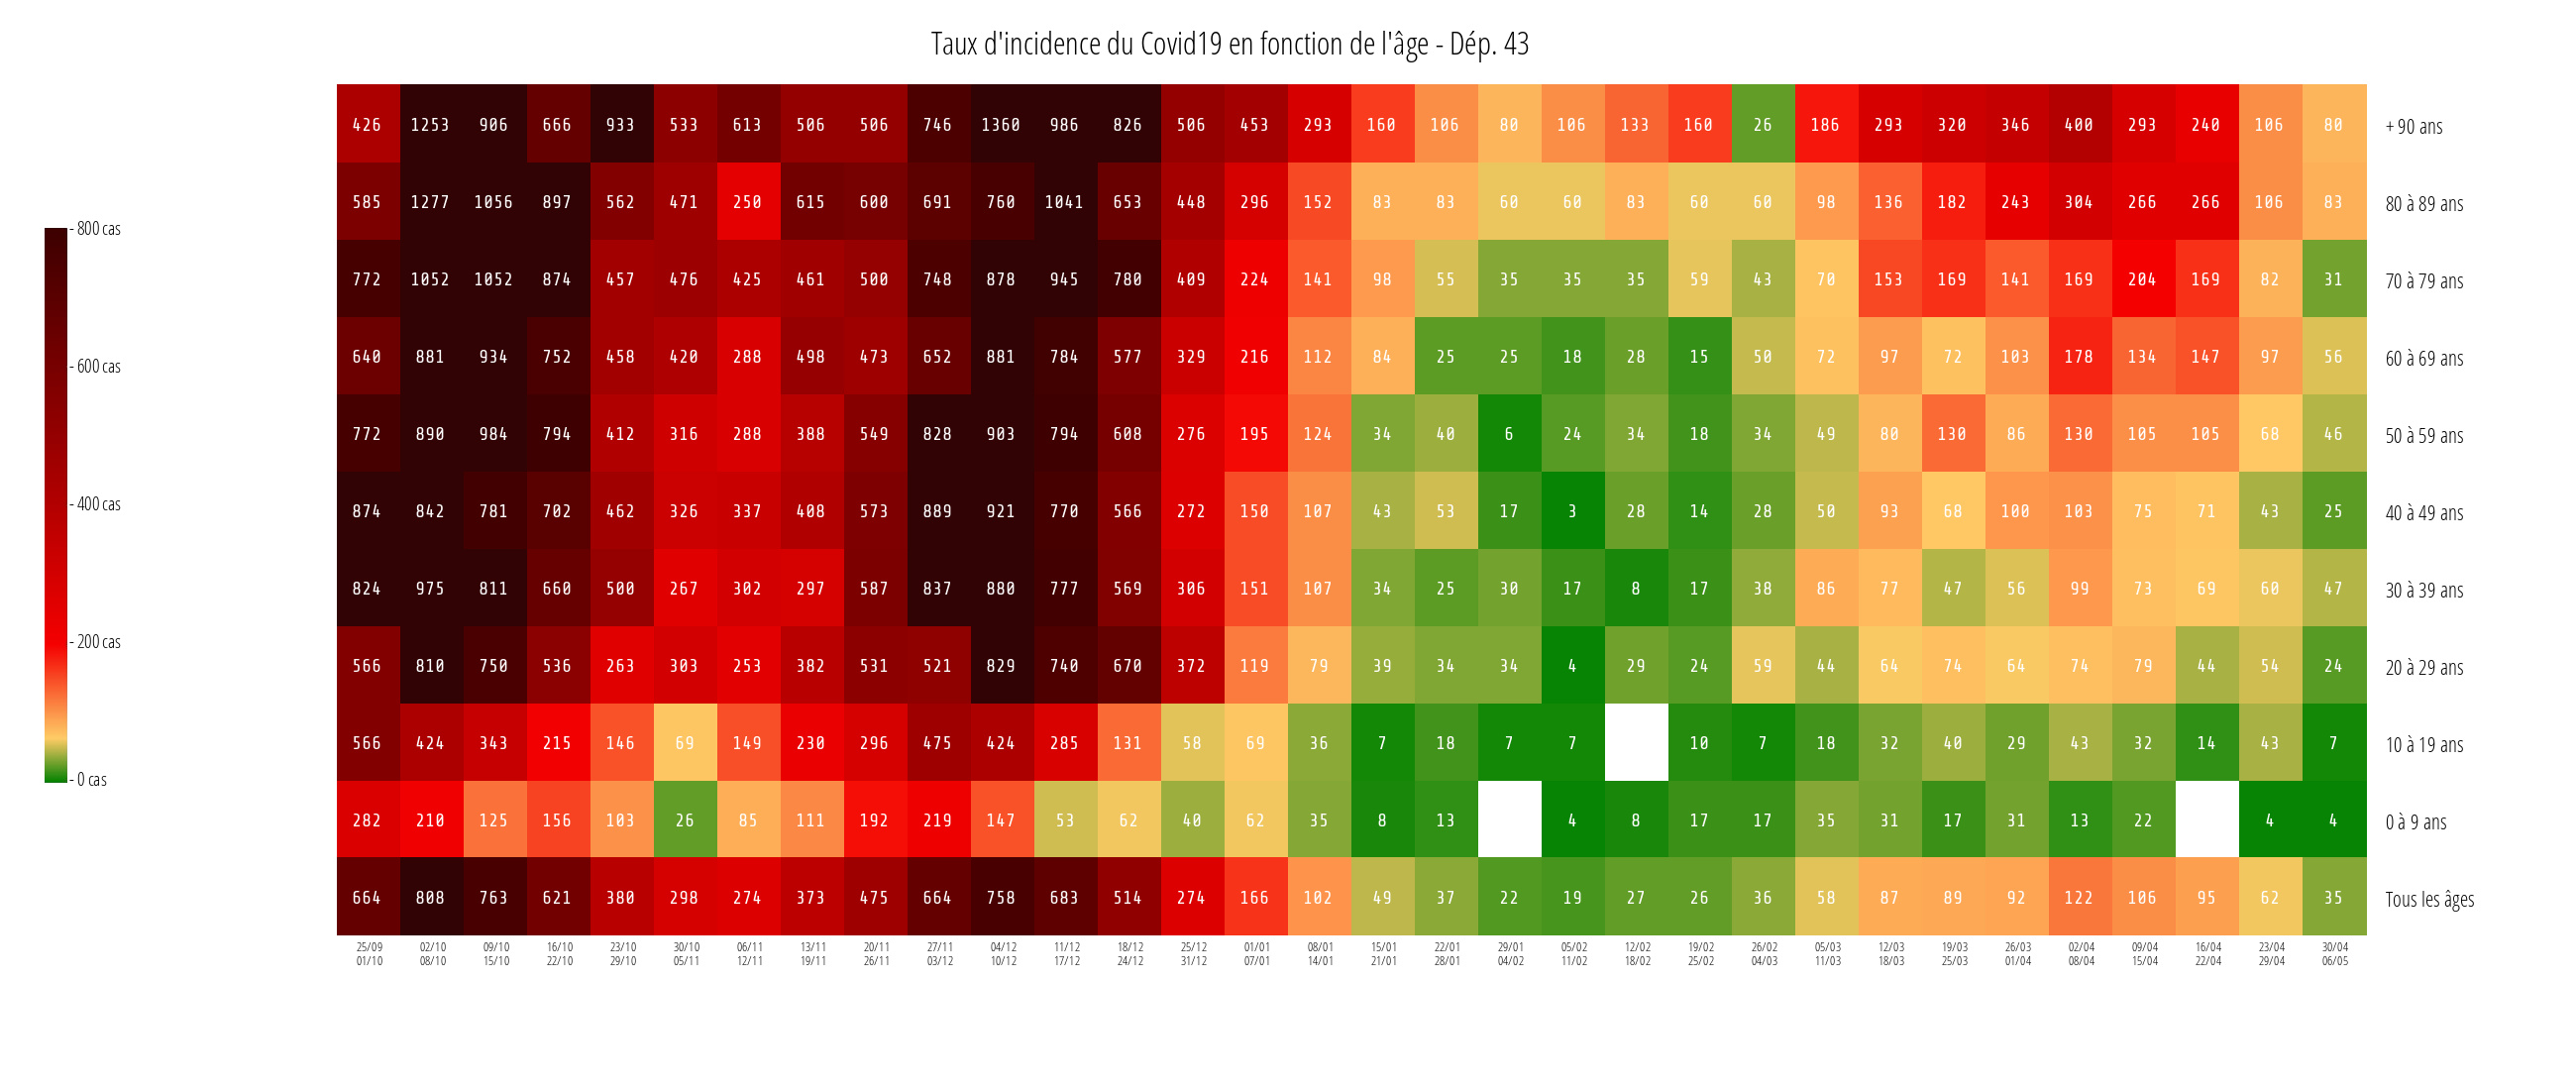 Taux d'incidence du Covid19 en fonction de l'âge - Dép. 43
- 800 cas
- 600 cas
- 400 cas
- 200 cas
- 0 cas
426 1253 906 666 933 533 613 506 506 746 1360 986 826 506 453 293 160 106 80 106 133 160 26 186 293 320 346 400 293 240 106 80 + 90 ans
585 1277 1056 897 562 471 250 615 600 691 760 1041 653 448 296 152 83 83 60 60 83 60 60 98 136 182 243 304 266 266 106 83 80 à 89 ans
772 1052 1052 874 457 476 425 461 500 748 878 945 780 409 224 141 98 55 35 35 35 59 43 70 153 169 141 169 204 169 82 31 70 à 79 ans
640 881 934 752 458 420 288 498 473 652 881 784 577 329 216 112 84 25 25 18 28 15 50 72 97 72 103 178 134 147 97 56 60 à 69 ans
772 890 984 794 412 316 288 388 549 828 903 794 608 276 195 124 34 40 6 24 34 18 34 49 80 130 86 130 105 105 68 46 50 à 59 ans
874 842 781 702 462 326 337 408 573 889 921 770 566 272 150 107 43 53 17 3 28 14 28 50 93 68 100 103 75 71 43 25 40 à 49 ans
824 975 811 660 500 267 302 297 587 837 880 777 569 306 151 107 34 25 30 17 8 17 38 86 77 47 56 99 73 69 60 47 30 à 39 ans
566 810 750 536 263 303 253 382 531 521 829 740 670 372 119 79 39 34 34 4 29 24 59 44 64 74 64 74 79 44 54 24 20 à 29 ans
566 424 343 215 146 69 149 230 296 475 424 285 131 58 69 36 7 18 7 7 10 7 18 32 40 29 43 32 14 43 7 10 à 19 ans
282 210 125 156 103 26 85 111 192 219 147 53 62 40 62 35 8 13 4 8 17 17 35 31 17 31 13 22 4 4 0 à 9 ans
664 808 763 621 380 298 274 373 475 664 758 683 514 274 166 102 49 37 22 19 27 26 36 58 87 89 92 122 106 95 62 35 Tous les âges
25/09 02/10 09/10 16/10 23/10 30/10 06/11 13/11 20/11 27/11 04/12 11/12 18/12 25/12 01/01 08/01 15/01 22/01 29/01 05/02 12/02 19/02 26/02 05/03 12/03 19/03 26/03 02/04 09/04 16/04 23/04 30/04
01/10 08/10 15/10 22/10 29/10 05/11 12/11 19/11 26/11 03/12 10/12 17/12 24/12 31/12 07/01 14/01 21/01 28/01 04/02 11/02 18/02 25/02 04/03 11/03 18/03 25/03 01/04 08/04 15/04 22/04 29/04 06/05